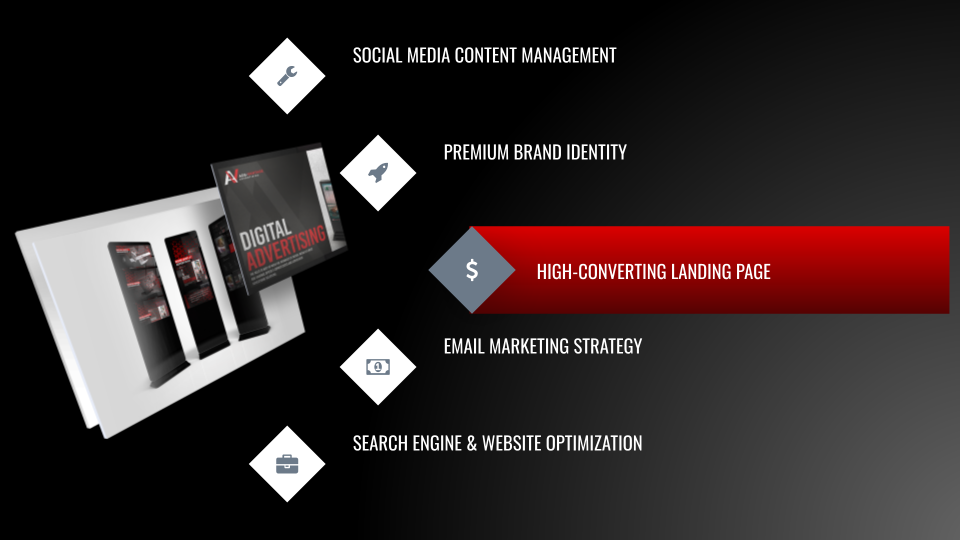 SOCIAL MEDIA CONTENT MANAGEMENT
PREMIUM BRAND IDENTITY
DIGITAL
ADVERTISING
$ HIGH-CONVERTING LANDING PAGE
EMAIL MARKETING STRATEGY
SEARCH ENGINE & WEBSITE OPTIMIZATION